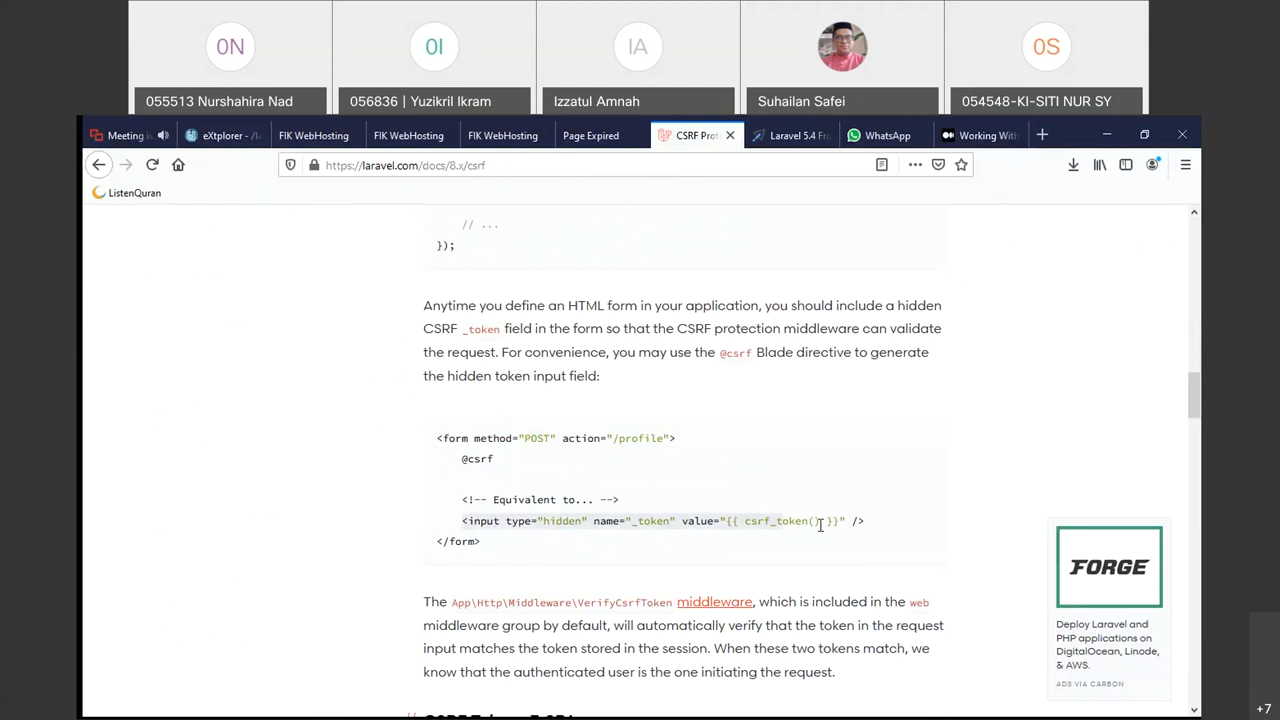 0N
0I
IA
0S
055513 Nurshahira Nad
056836 | Yuzikril Ikram
Izzatul Amnah
Suhailan Safei
054548-KI-SITI NUR SY
Meeting i
eXtplorer - /
FIK WebHosting
FIK WebHosting
FIK WebHosting
Page Expired
CSRF Prot
Laravel 5.4 Fr
WhatsApp
Working With
https://laravel.com/docs/8.x/csrf
ListenQuran
// ...
});
Anytime you define an HTML form in your application, you should include a hidden
CSRF _token field in the form so that the CSRF protection middleware can validate
the request. For convenience, you may use the @csrf Blade directive to generate
the hidden token input field:
<form method="POST" action="/profile">
@csrf
<!-- Equivalent to... -->
<input type="hidden" name="_token" value="{{ csrf_token() }}" />
</form>
The App\Http\Middleware\VerifyCsrfToken middleware, which is included in the web
middleware group by default, will automatically verify that the token in the request
input matches the token stored in the session. When these two tokens match, we
know that the authenticated user is the one initiating the request.
FORGE
Deploy Laravel and
PHP applications on
DigitalOcean, Linode,
& AWS.
ADS VIA CARBON
+7